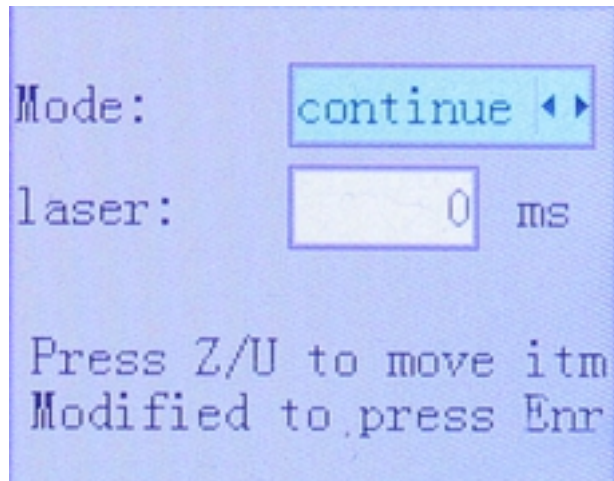 Mode: continue
laser: 0 ms
Press Z/U to move itm
Modified to press Enr